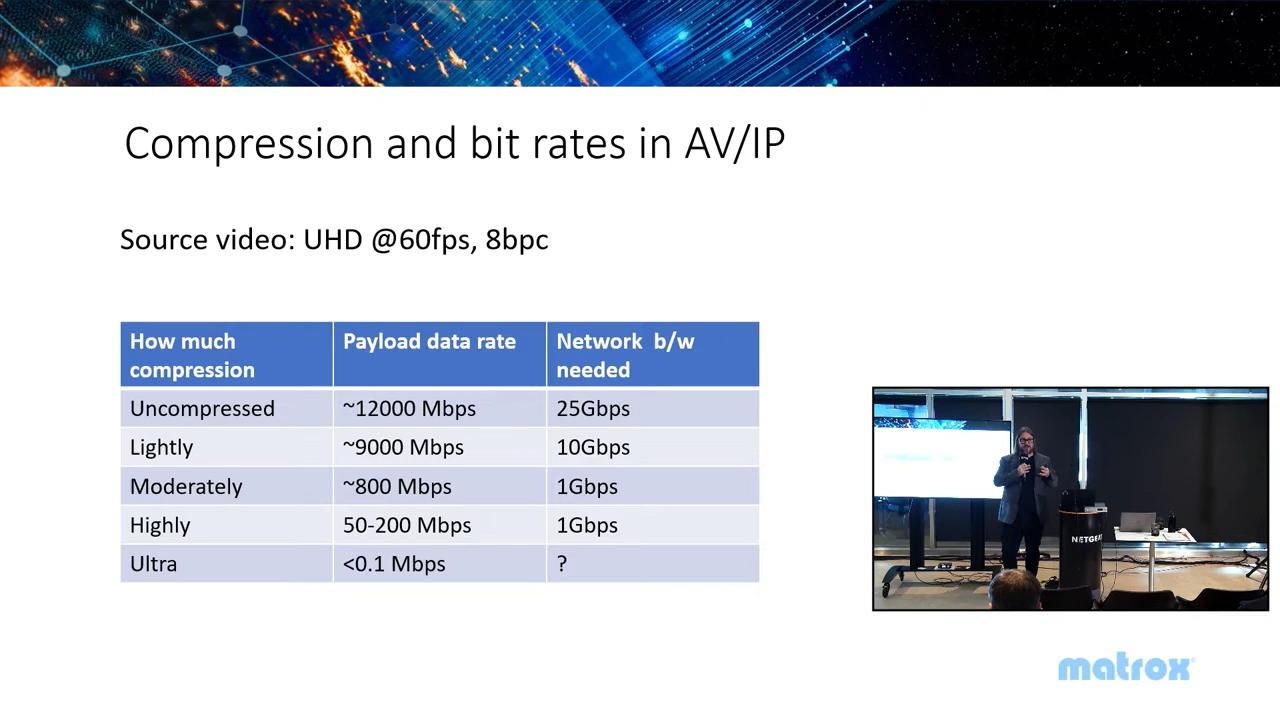 Compression and bit rates in AV/IP
Source video: UHD @60fps, 8bpc
How much compression Payload data rate Network b/w needed
Uncompressed ~12000 Mbps 25Gbps
Lightly ~9000 Mbps 10Gbps
Moderately ~800 Mbps 1Gbps
Highly 50-200 Mbps 1Gbps
Ultra <0.1 Mbps ?
NETGEAR
matrox